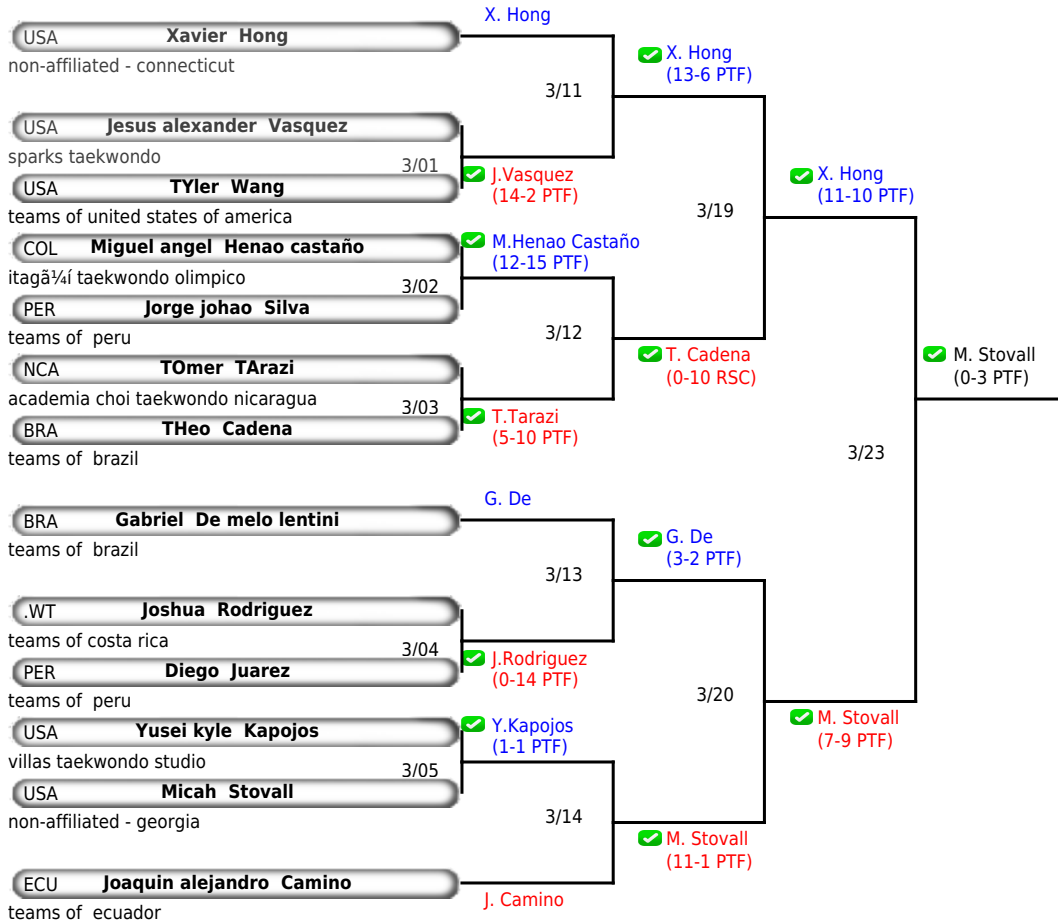 X. Hong
USA Xavier Hong
non-affiliated - connecticut
X. Hong
(13-6 PTF)
3/11
USA Jesus alexander Vasquez
sparks taekwondo
3/01
J.Vasquez
(14-2 PTF)
USA TYler Wang
teams of united states of america
X. Hong
(11-10 PTF)
3/19
COL Miguel angel Henao castaño
itagã¼í taekwondo olimpico
M.Henao Castaño
(12-15 PTF)
3/02
PER Jorge johao Silva
teams of peru
3/12
NCA TOmer TArazi
academia choi taekwondo nicaragua
T. Cadena
(0-10 RSC)
M. Stovall
(0-3 PTF)
3/03
T.Tarazi
(5-10 PTF)
BRA THeo Cadena
teams of brazil
3/23
G. De
BRA Gabriel De melo lentini
teams of brazil
G. De
(3-2 PTF)
3/13
.WT Joshua Rodriguez
teams of costa rica
3/04
J.Rodriguez
(0-14 PTF)
PER Diego Juarez
teams of peru
3/20
USA Yusei kyle Kapojos
villas taekwondo studio
Y.Kapojos
(1-1 PTF)
M. Stovall
(7-9 PTF)
3/05
USA Micah Stovall
non-affiliated - georgia
3/14
M. Stovall
(11-1 PTF)
ECU Joaquin alejandro Camino
teams of ecuador
J. Camino